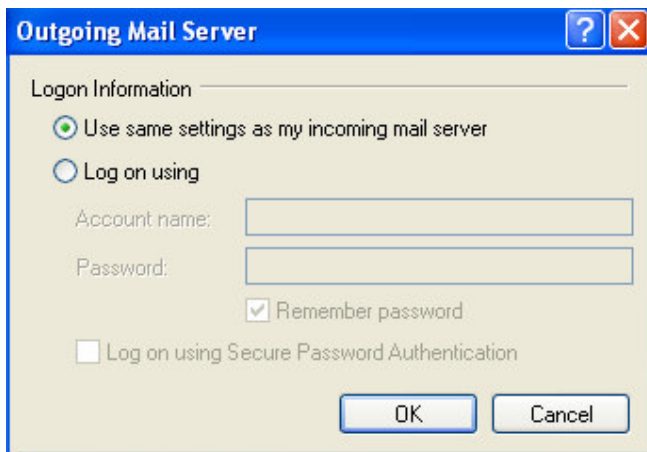 Outgoing Mail Server
Logon Information
Use same settings as my incoming mail server
Log on using
Account name:
Password:
Remember password
Log on using Secure Password Authentication
OK Cancel